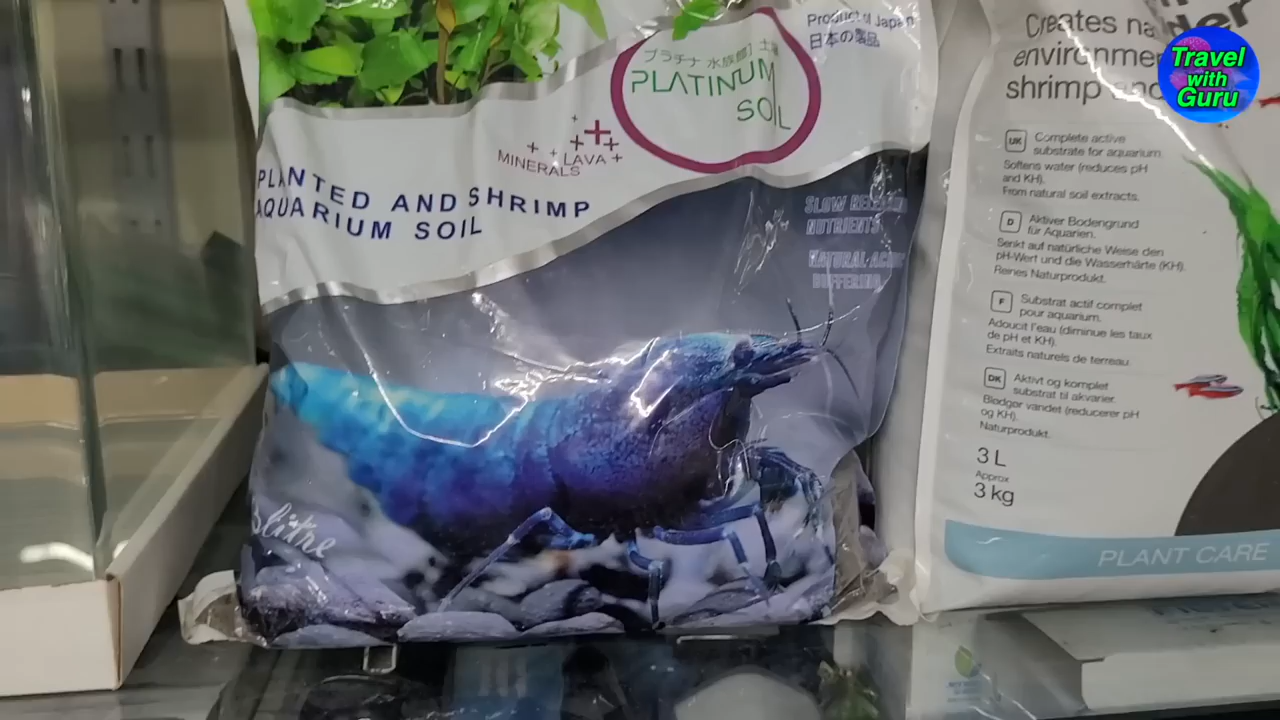 プラチナ 水族館 土
PLATINUM
SOIL
Product of Japan
日本の製品
MINERALS
LAVA
PLANTED AND SHRIMP
AQUARIUM SOIL
SLOW RELEASE
NUTRIENTS
NATURAL ACID
BUFFERING
3litre
Creates
shrimp
UK
Complete active
substrate for aquarium.
Softens water (reduces pH
and KH).
From natural soil extracts.
D
Aktiver Bodengrund
für Aquarien.
Senkt auf natürliche Weise den
pH-Wert und die Wasserhärte (KH).
Reines Naturprodukt.
F
Substrat actif complet
pour aquarium.
Adoucit l'eau (diminue les taux
de pH et KH).
Extraits naturels de terreau.
DK
Aktivt og komplet
substrat til akvarier.
Blødgør vandet (reducerer pH
og KH).
Naturprodukt.
3 L
Approx
3 kg
PLANT CARE
Travel
with
Guru